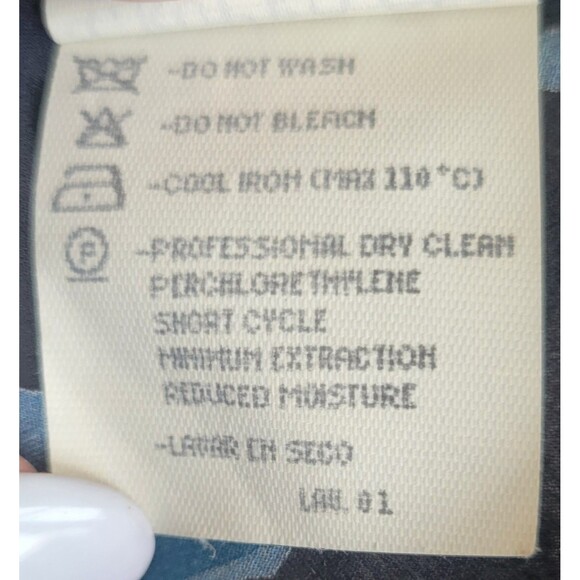 -DO NOT WASH
-DO NOT BLEACH
-COOL IRON (MAX 110°C)
P -PROFESSIONAL DRY CLEAN
PERCHLORETHYLENE
SHORT CYCLE
MINIMUM EXTRACTION
REDUCED MOISTURE
-LAVAR EN SECO
LAV. 01